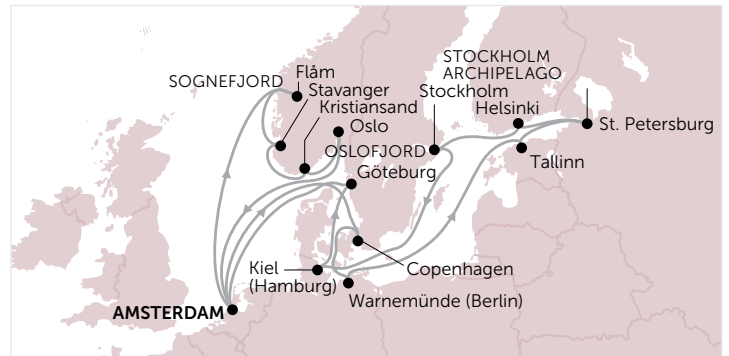 STOCKHOLM
ARCHIPELAGO
Flåm
SOGNEFJORD
Stavanger
Stockholm
Kristiansand
Helsinki
Oslo
St. Petersburg
OSLOFJORD
Tallinn
Göteburg
Kiel
(Hamburg)
Copenhagen
Warnemünde (Berlin)
AMSTERDAM